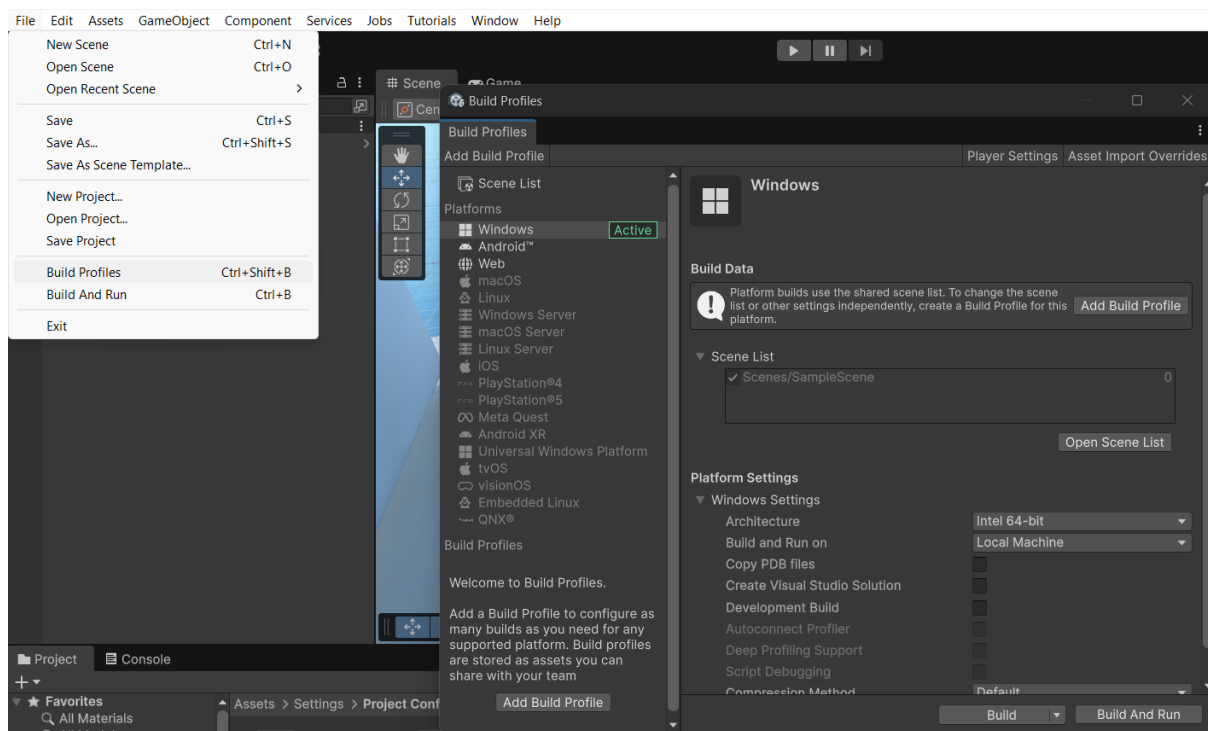 File Edit Assets GameObject Component Services Jobs Tutorials Window Help
New Scene Ctrl+N
Open Scene Ctrl+O
Open Recent Scene
Save Ctrl+S
Save As... Ctrl+Shift+S
Save As Scene Template...
New Project...
Open Project...
Save Project
Build Profiles Ctrl+Shift+B
Build And Run Ctrl+B
Exit
Scene Game
Cen
Build Profiles
Build Profiles
Add Build Profile Player Settings Asset Import Overrides
Scene List
Platforms
Windows Active
Android™
Web
macOS
Linux
Windows Server
macOS Server
Linux Server
iOS
PlayStation®4
PlayStation®5
Meta Quest
Android XR
Universal Windows Platform
tvOS
visionOS
Embedded Linux
QNX®
Build Profiles
Welcome to Build Profiles.
Add a Build Profile to configure as
many builds as you need for any
supported platform. Build profiles
are stored as assets you can
share with your team
Add Build Profile
Windows
Build Data
Platform builds use the shared scene list. To change the scene
list or other settings independently, create a Build Profile for this
platform.
Add Build Profile
Scene List
Scenes/SampleScene 0
Open Scene List
Platform Settings
Windows Settings
Architecture Intel 64-bit
Build and Run on Local Machine
Copy PDB files
Create Visual Studio Solution
Development Build
Autoconnect Profiler
Deep Profiling Support
Script Debugging
Compression Method Default
Build Build And Run
Project Console
Favorites
All Materials
Assets > Settings > Project Conf